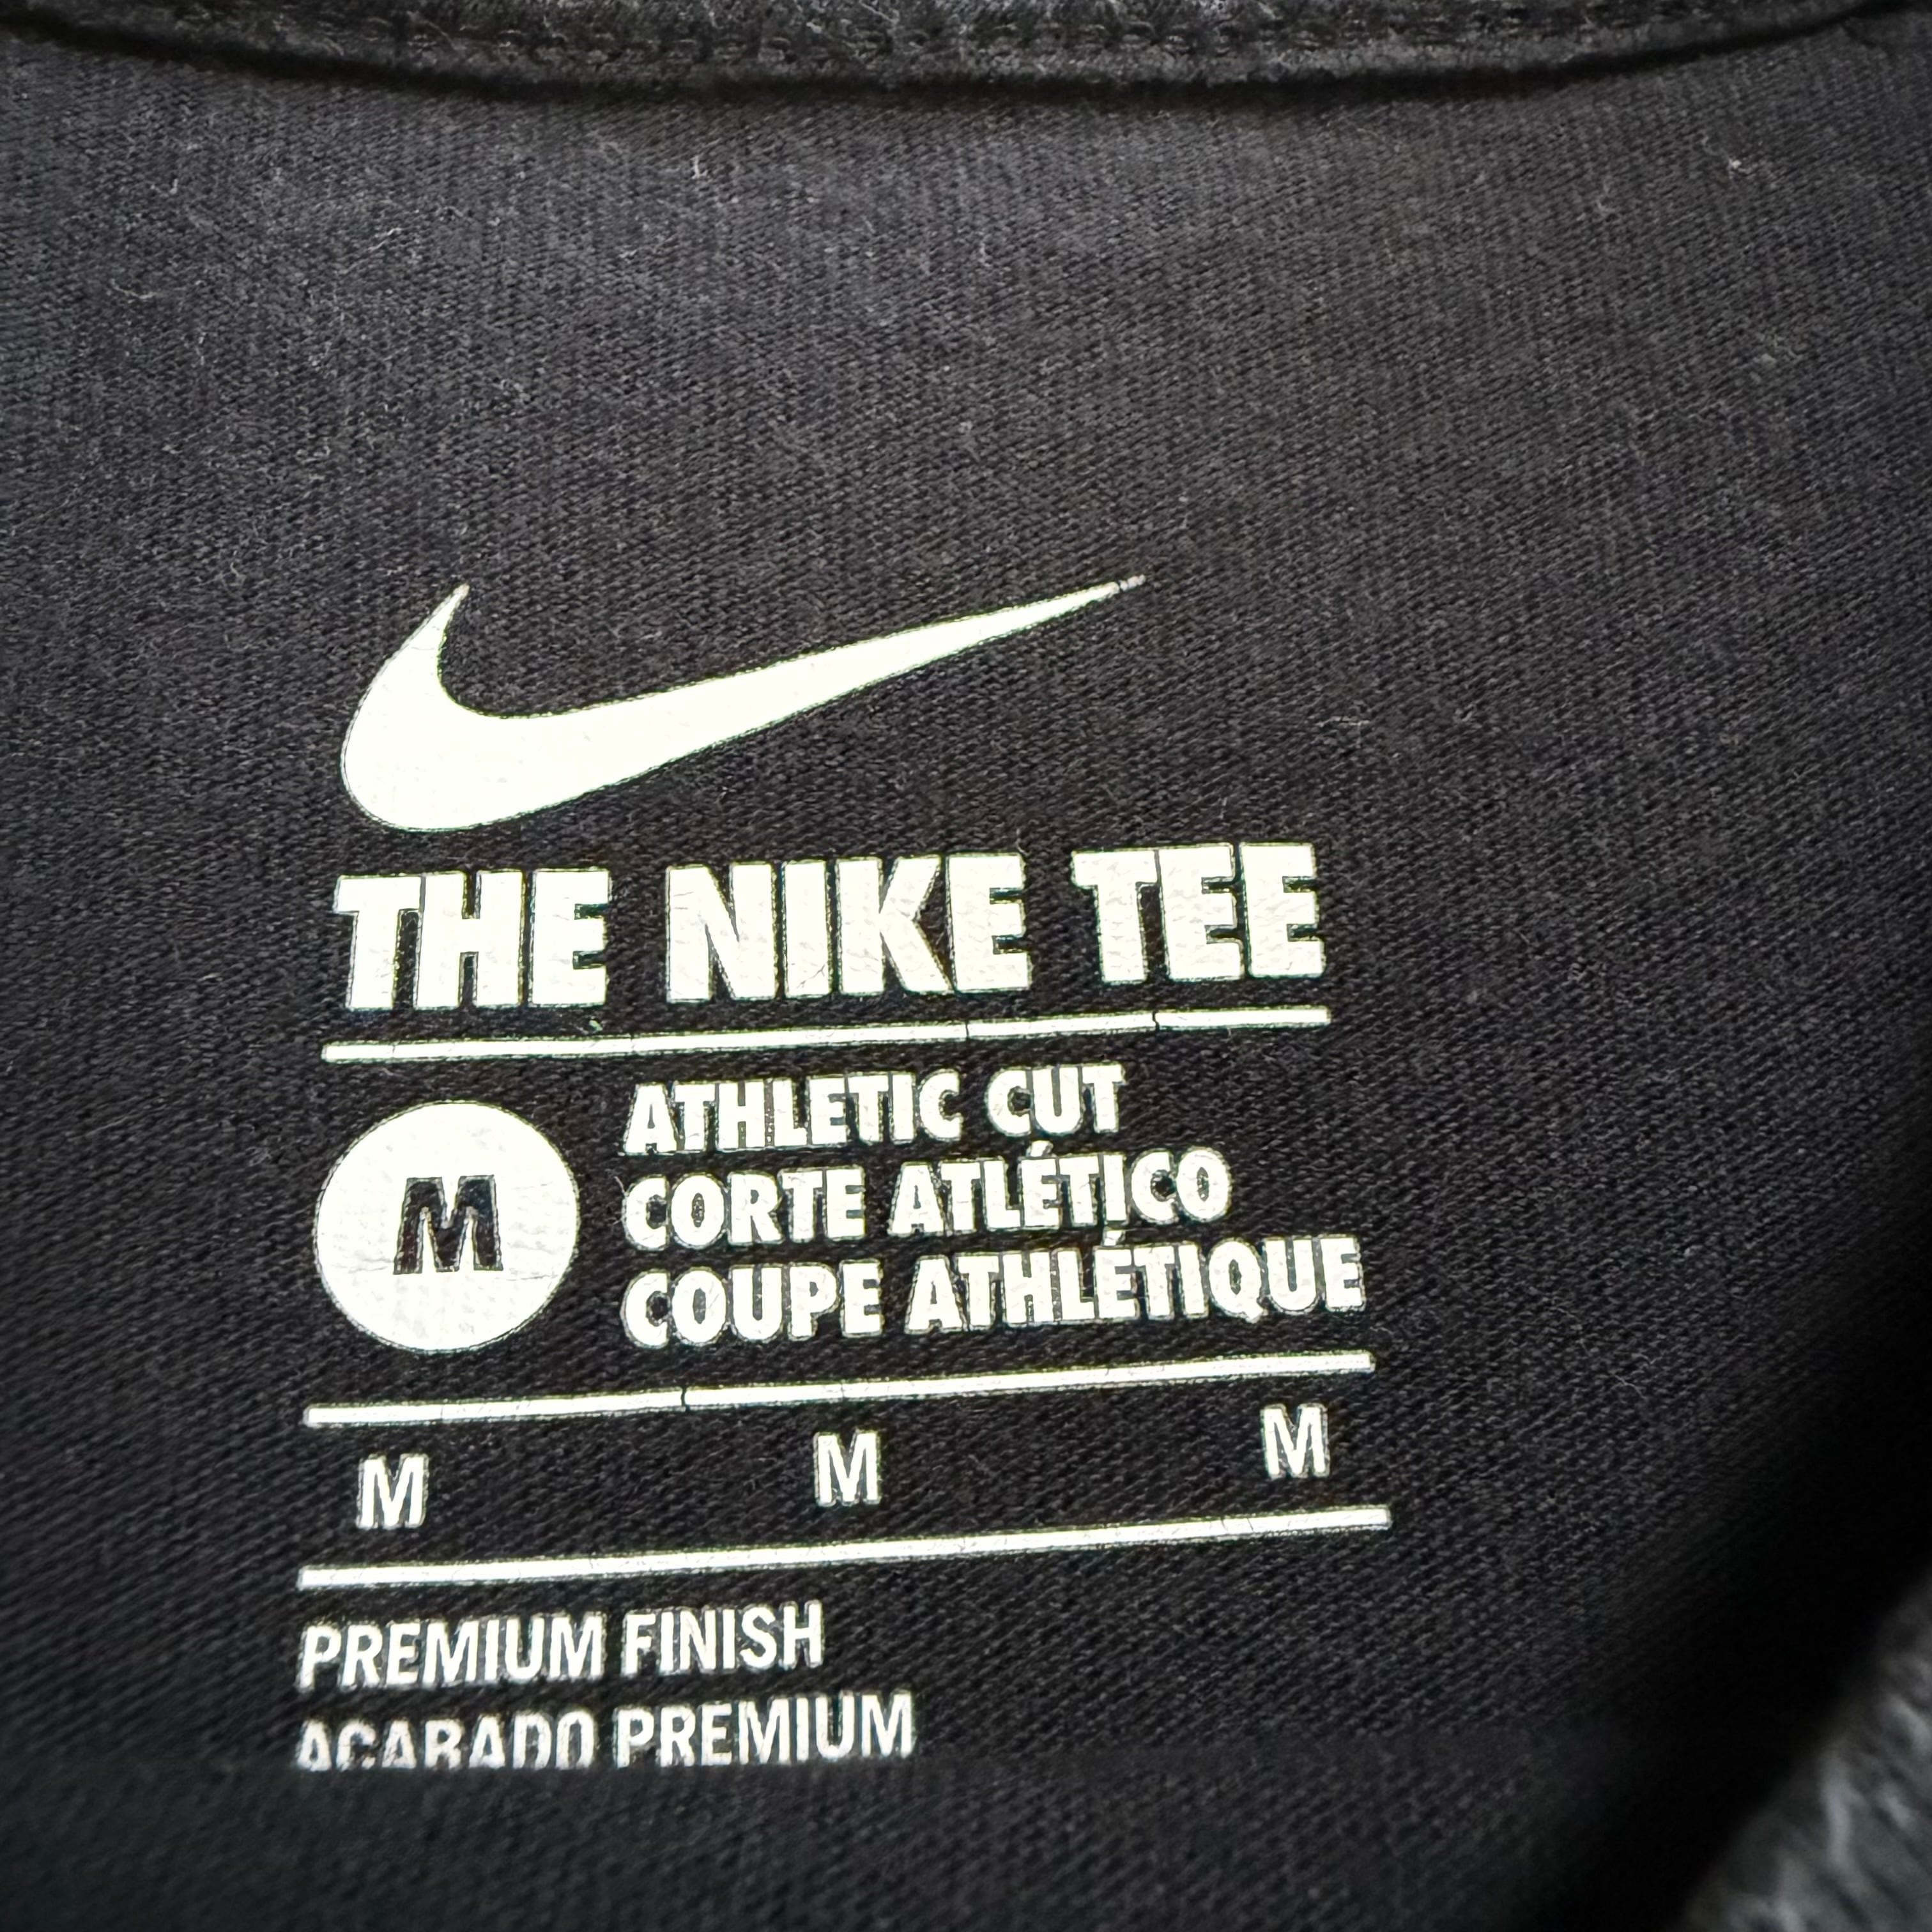 THE NIKE TEE
M
ATHLETIC CUT
CORTE ATLÉTICO
COUPE ATHLÉTIQUE
M M M
PREMIUM FINISH
ACABADO PREMIUM